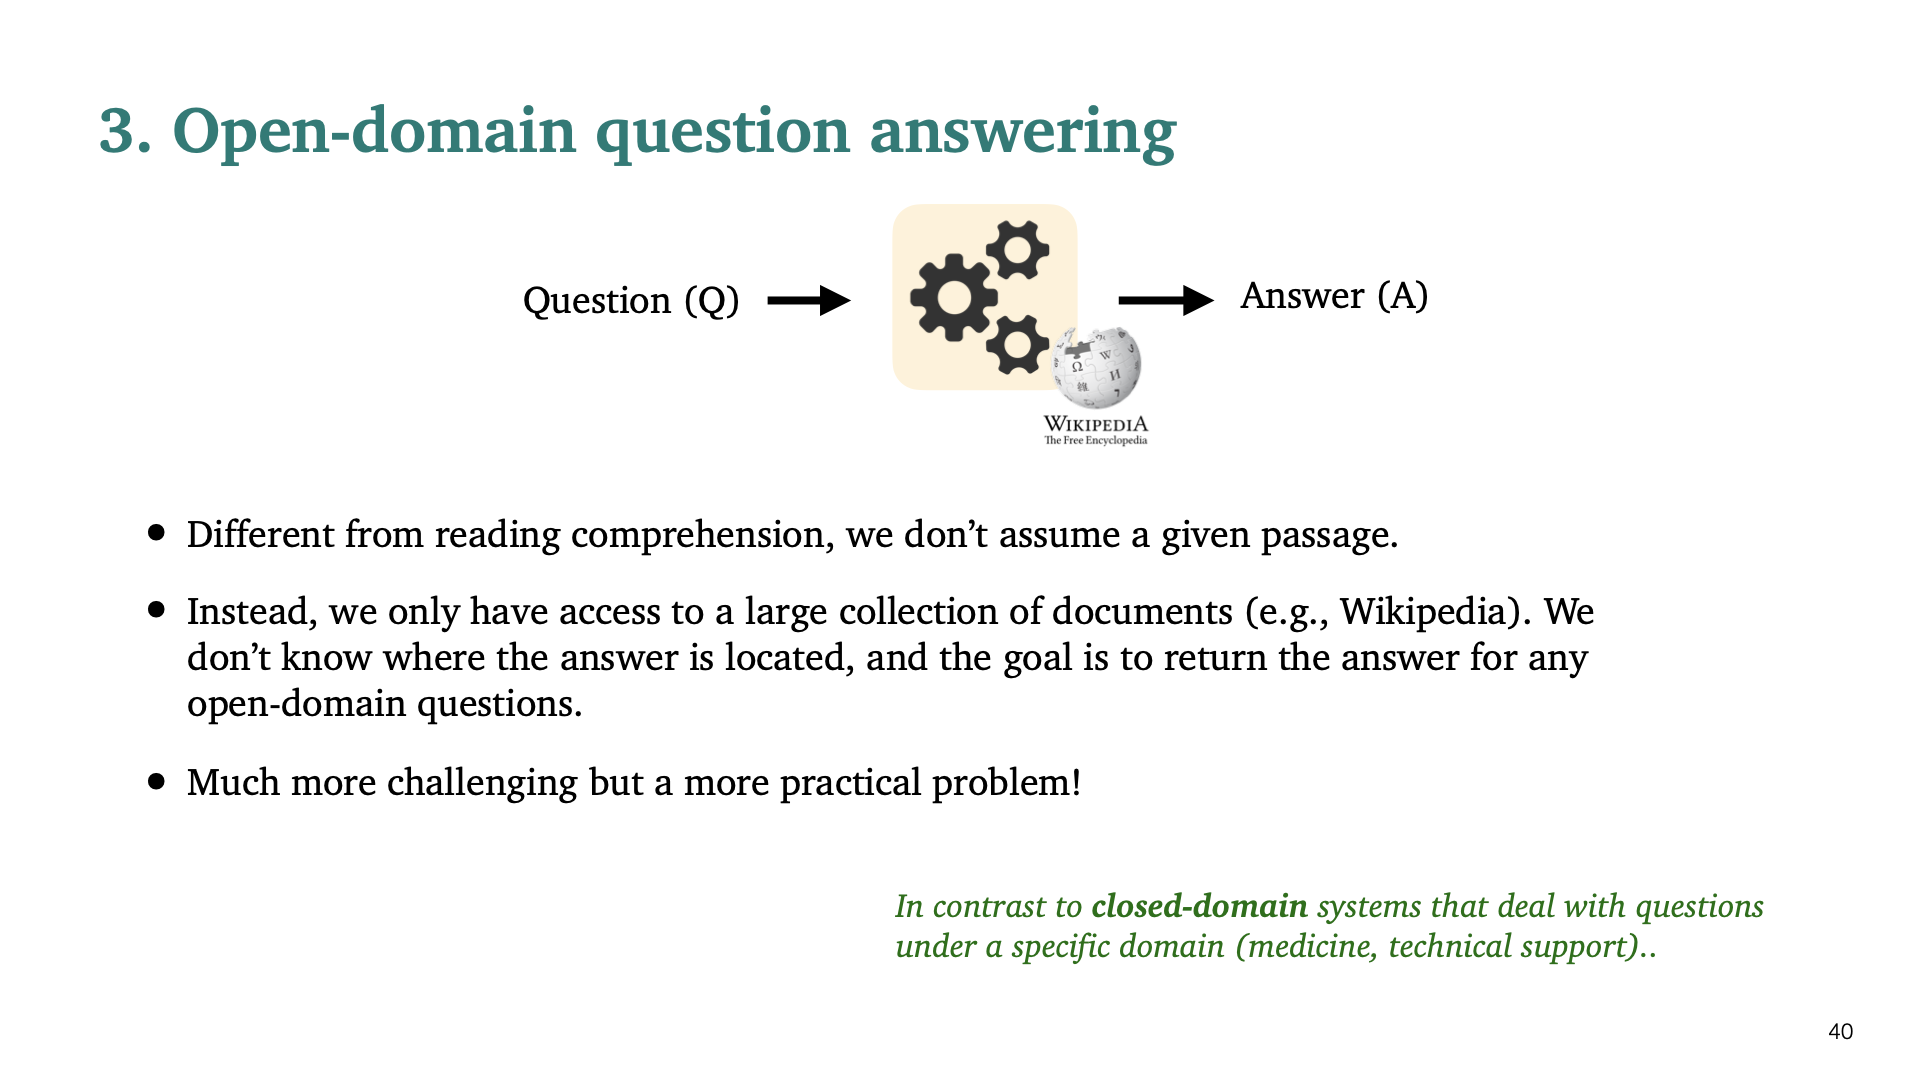 3. Open-domain question answering
Question (Q)
Answer (A)
WIKIPEDIA
The Free Encyclopedia
• Different from reading comprehension, we don’t assume a given passage.
• Instead, we only have access to a large collection of documents (e.g., Wikipedia). We
don’t know where the answer is located, and the goal is to return the answer for any
open-domain questions.
• Much more challenging but a more practical problem!
In contrast to closed-domain systems that deal with questions
under a specific domain (medicine, technical support)..
40